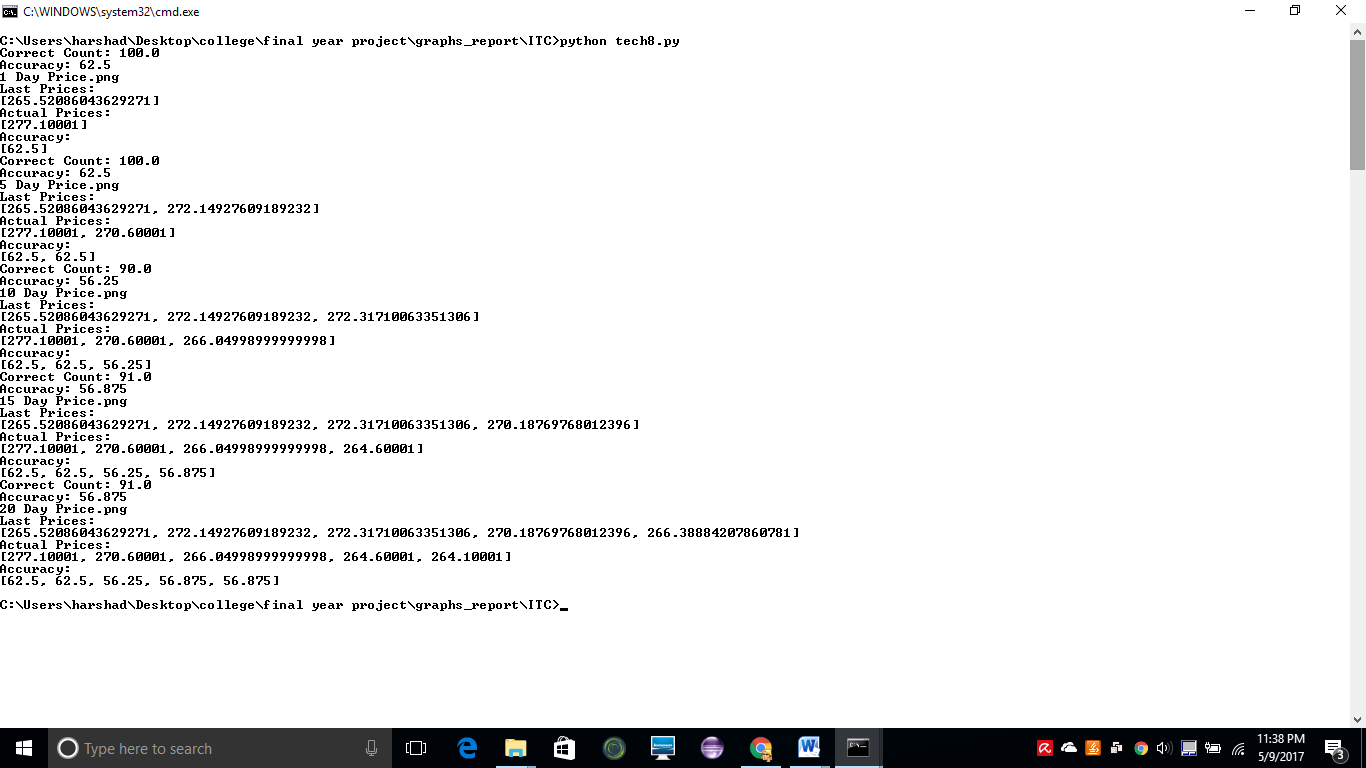 C:\WINDOWS\system32\cmd.exe
C:\Users\harshad\Desktop\college\final year project\graphs_report\ITC>python tech8.py
Correct Count: 100.0
Accuracy: 62.5
1 Day Price.png
Last Prices:
[265.52086043629271]
Actual Prices:
[277.10001]
Accuracy:
[62.5]
Correct Count: 100.0
Accuracy: 62.5
5 Day Price.png
Last Prices:
[265.52086043629271, 272.14927609189232]
Actual Prices:
[277.10001, 270.60001]
Accuracy:
[62.5, 62.5]
Correct Count: 90.0
Accuracy: 56.25
10 Day Price.png
Last Prices:
[265.52086043629271, 272.14927609189232, 272.31710063351306]
Actual Prices:
[277.10001, 270.60001, 266.04998999999998]
Accuracy:
[62.5, 62.5, 56.25]
Correct Count: 91.0
Accuracy: 56.875
15 Day Price.png
Last Prices:
[265.52086043629271, 272.14927609189232, 272.31710063351306, 270.18769768012396]
Actual Prices:
[277.10001, 270.60001, 266.04998999999998, 264.60001]
Accuracy:
[62.5, 62.5, 56.25, 56.875]
Correct Count: 91.0
Accuracy: 56.875
20 Day Price.png
Last Prices:
[265.52086043629271, 272.14927609189232, 272.31710063351306, 270.18769768012396, 266.38884207860781]
Actual Prices:
[277.10001, 270.60001, 266.04998999999998, 264.60001, 264.10001]
Accuracy:
[62.5, 62.5, 56.25, 56.875, 56.875]
C:\Users\harshad\Desktop\college\final year project\graphs_report\ITC>_
Type here to search
11:38 PM
5/9/2017
3